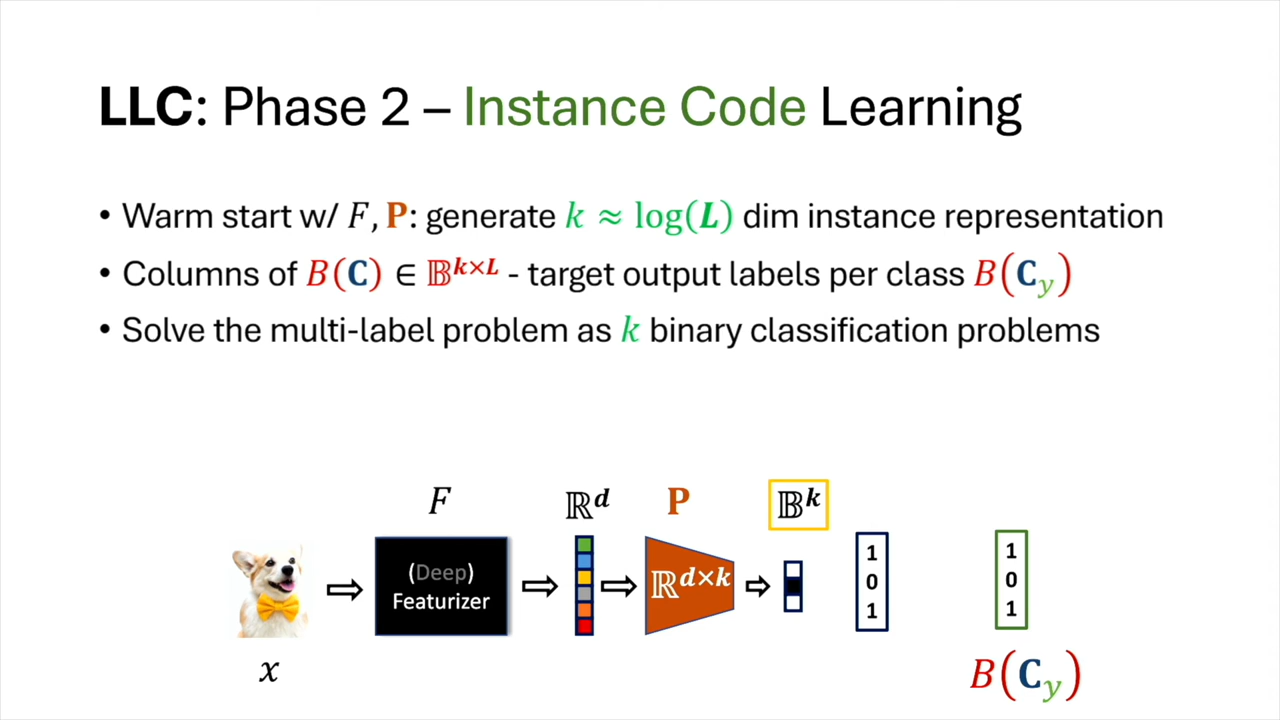 LLC: Phase 2 – Instance Code Learning
• Warm start w/ F, P: generate k ≈ log(L) dim instance representation
• Columns of B(C) ∈ 𝔹^{k×L} - target output labels per class B(C_y)
• Solve the multi-label problem as k binary classification problems
F ℝ^d P 𝔹^k
(Deep)
Featurizer
ℝ^{d×k}
1
0
1
1
0
1
x
B(C_y)